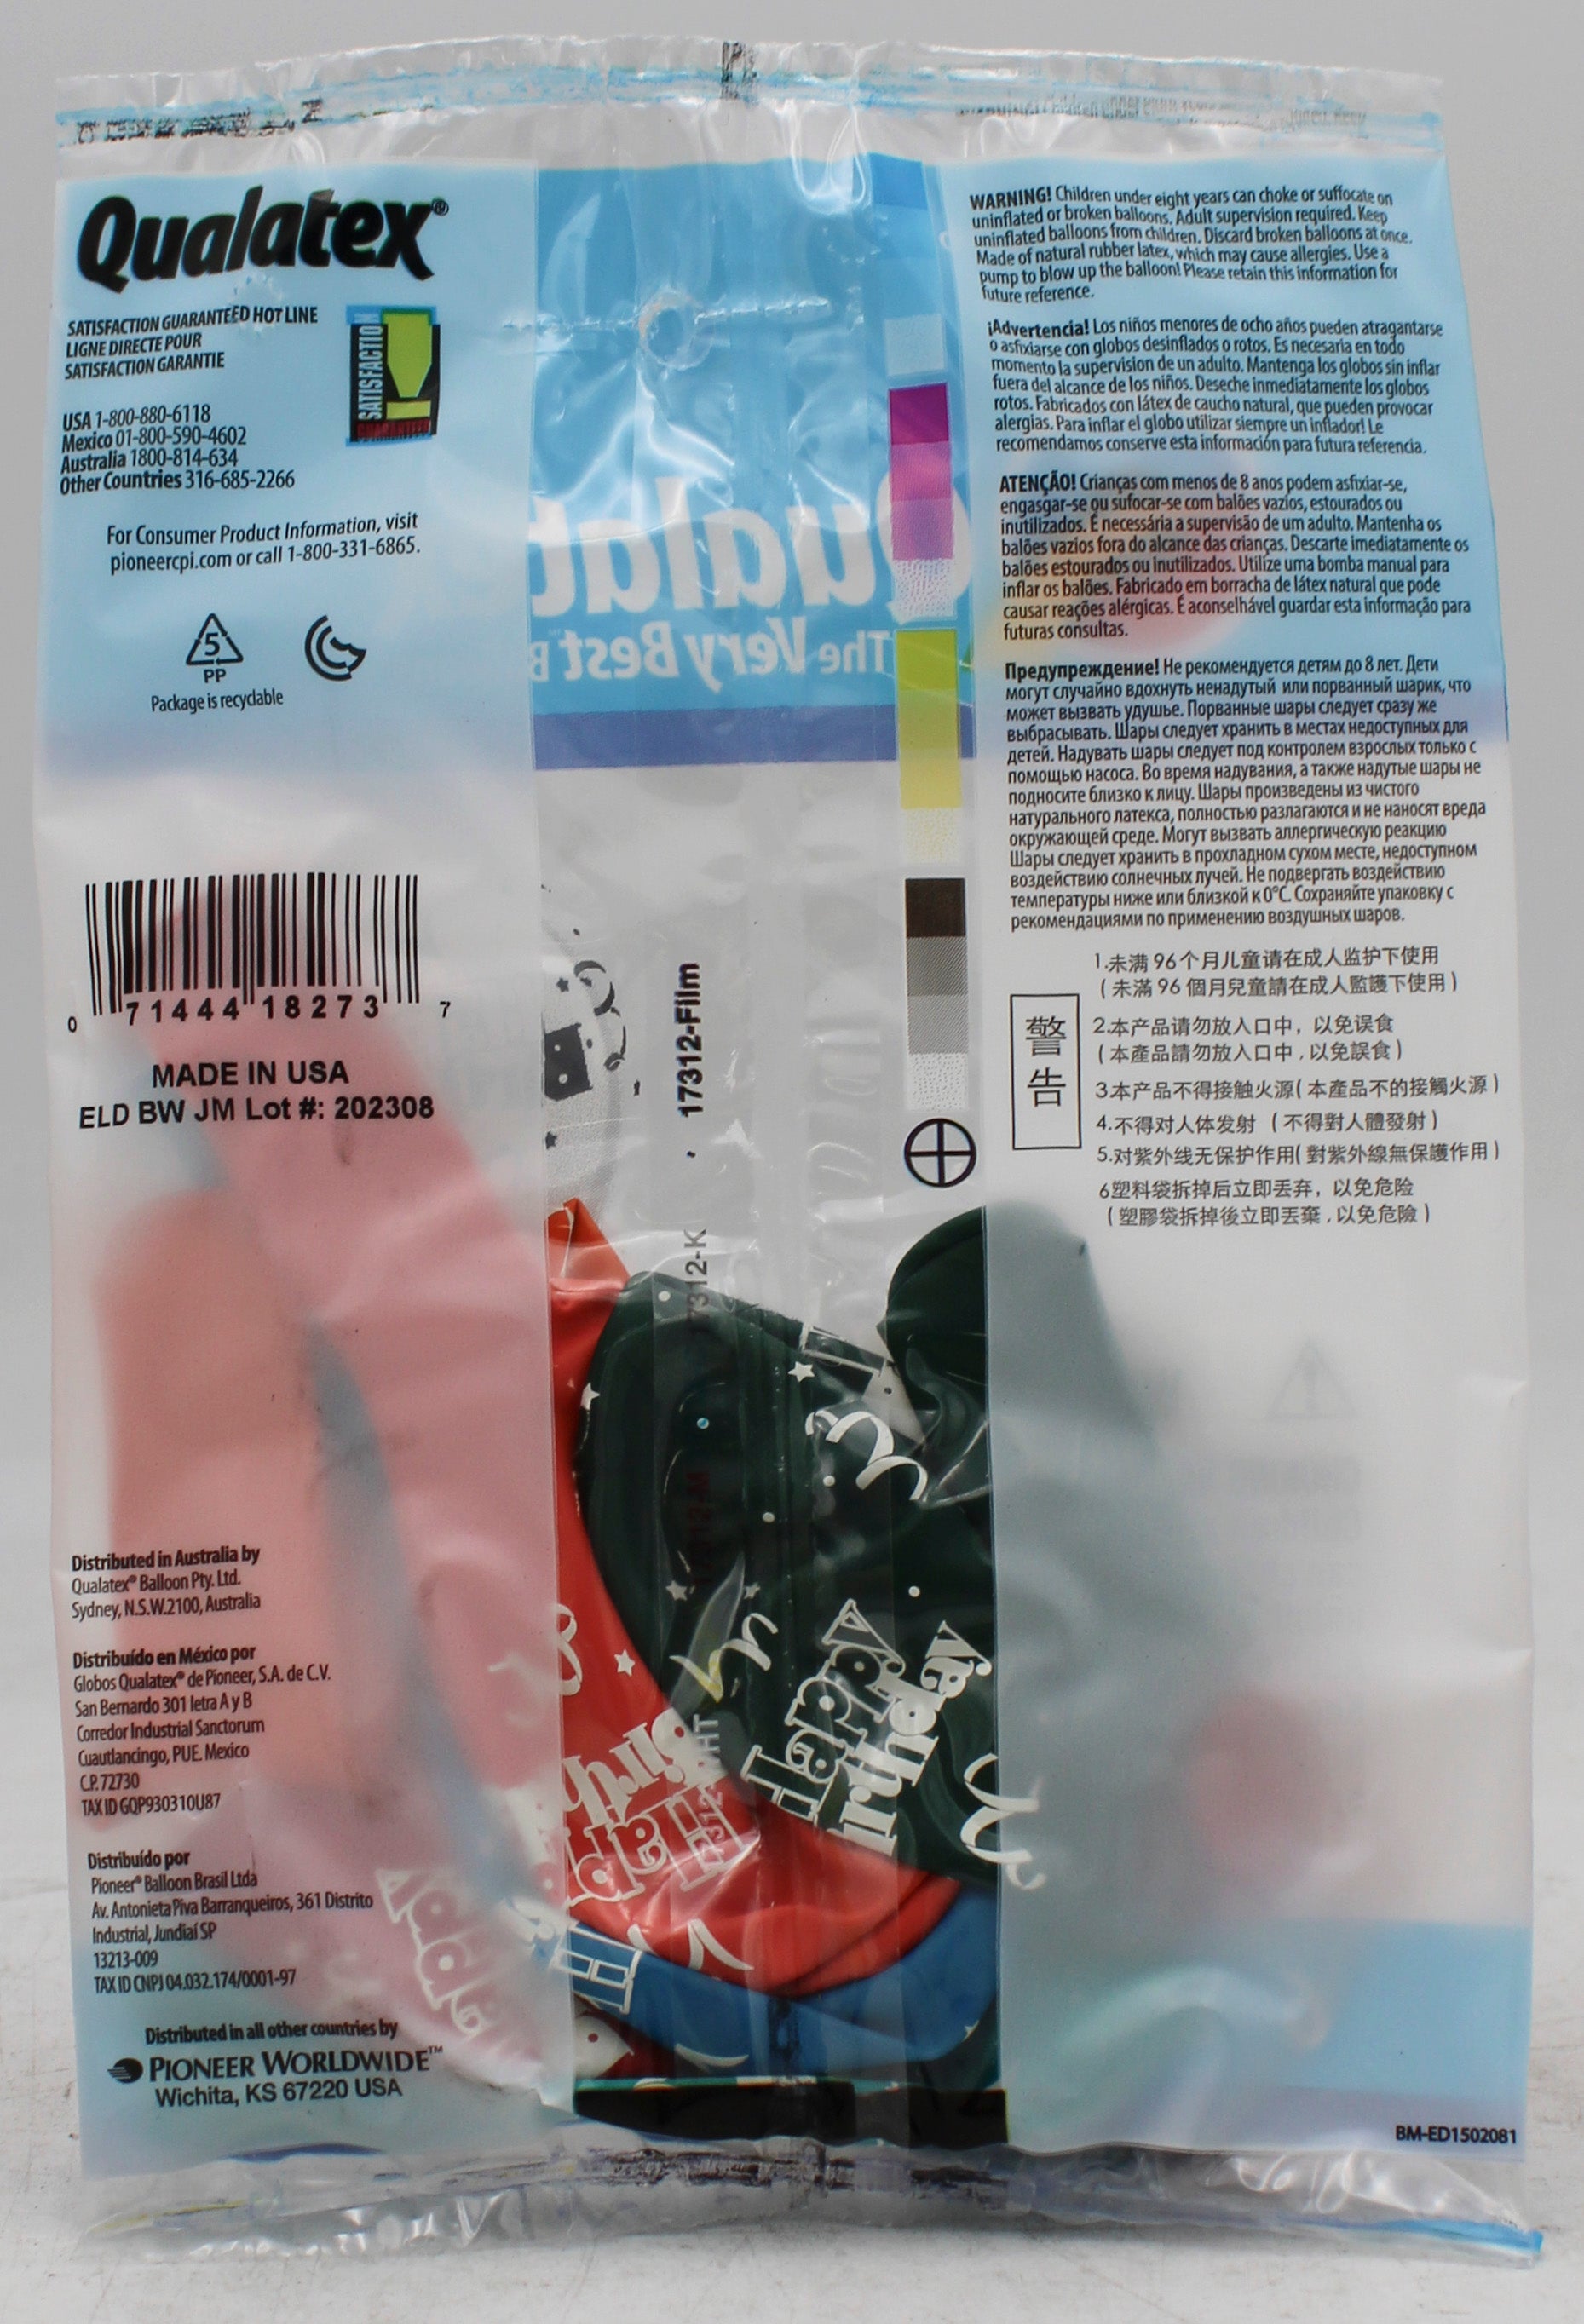 Qualatex®
SATISFACTION GUARANTEED HOT LINE
LIGNE DIRECTE POUR
SATISFACTION GARANTIE
SATISFACTION
GUARANTEED
USA 1-800-880-6118
Mexico 01-800-590-4602
Australia 1800-814-634
Other Countries 316-685-2266
For Consumer Product Information, visit
pioneercpi.com or call 1-800-331-6865.
5
PP
Package is recyclable
0 71444 18273 7
MADE IN USA
ELD BW JM Lot #: 202308
Distributed in Australia by
Qualatex® Balloon Pty. Ltd.
Sydney, N.S.W.2100, Australia
Distribuído en México por
Globos Qualatex® de Pioneer, S.A. de C.V.
San Bernardo 301 letra A y B
Corredor Industrial Sanctorum
Cuautlancingo, PUE. Mexico
C.P. 72730
TAX ID GQP930310U87
Distribuído por
Pioneer® Balloon Brasil Ltda
Av. Antonieta Piva Barranqueiros, 361 Distrito
Industrial, Jundiaí SP
13213-009
TAX ID CNPJ 04.032.174/0001-97
Distributed in all other countries by
PIONEER WORLDWIDE™
Wichita, KS 67220 USA
Qualat
The Very Best B
17312-Film
17312-K
17312-M
Happy
Birthday
WARNING! Children under eight years can choke or suffocate on
uninflated or broken balloons. Adult supervision required. Keep
uninflated balloons from children. Discard broken balloons at once.
Made of natural rubber latex, which may cause allergies. Use a
pump to blow up the balloon! Please retain this information for
future reference.
¡Advertencia! Los niños menores de ocho años pueden atragantarse
o asfixiarse con globos desinflados o rotos. Es necesaria en todo
momento la supervision de un adulto. Mantenga los globos sin inflar
fuera del alcance de los niños. Deseche inmediatamente los globos
rotos. Fabricados con látex de caucho natural, que pueden provocar
alergias. Para inflar el globo utilizar siempre un inflador! Le
recomendamos conserve esta información para futura referencia.
ATENÇÃO! Crianças com menos de 8 anos podem asfixiar-se,
engasgar-se ou sufocar-se com balões vazios, estourados ou
inutilizados. É necessária a supervisão de um adulto. Mantenha os
balões vazios fora do alcance das crianças. Descarte imediatamente os
balões estourados ou inutilizados. Utilize uma bomba manual para
inflar os balões. Fabricado em borracha de látex natural que pode
causar reações alérgicas. É aconselhável guardar esta informação para
futuras consultas.
Предупреждение! Не рекомендуется детям до 8 лет. Дети
могут случайно вдохнуть ненадутый или порванный шарик, что
может вызвать удушье. Порванные шары следует сразу же
выбрасывать. Шары следует хранить в местах недоступных для
детей. Надувать шары следует под контролем взрослых только с
помощью насоса. Во время надувания, а также надутые шары не
подносите близко к лицу. Шары произведены из чистого
натурального латекса, полностью разлагаются и не наносят вреда
окружающей среде. Могут вызвать аллергическую реакцию
Шары следует хранить в прохладном сухом месте, недоступном
воздействию солнечных лучей. Не подвергать воздействию
температуры ниже или близкой к 0°С. Сохраняйте упаковку с
рекомендациями по применению воздушных шаров.
警告
1.未满96个月儿童请在成人监护下使用
(未滿96個月兒童請在成人監護下使用)
2.本产品请勿放入口中，以免误食
(本產品請勿放入口中,以免誤食)
3.本产品不得接触火源(本產品不的接觸火源)
4.不得对人体发射 (不得對人體發射)
5.对紫外线无保护作用(對紫外線無保護作用)
6塑料袋拆掉后立即丢弃，以免危险
(塑膠袋拆掉後立即丟棄,以免危險)
BM-ED1502081